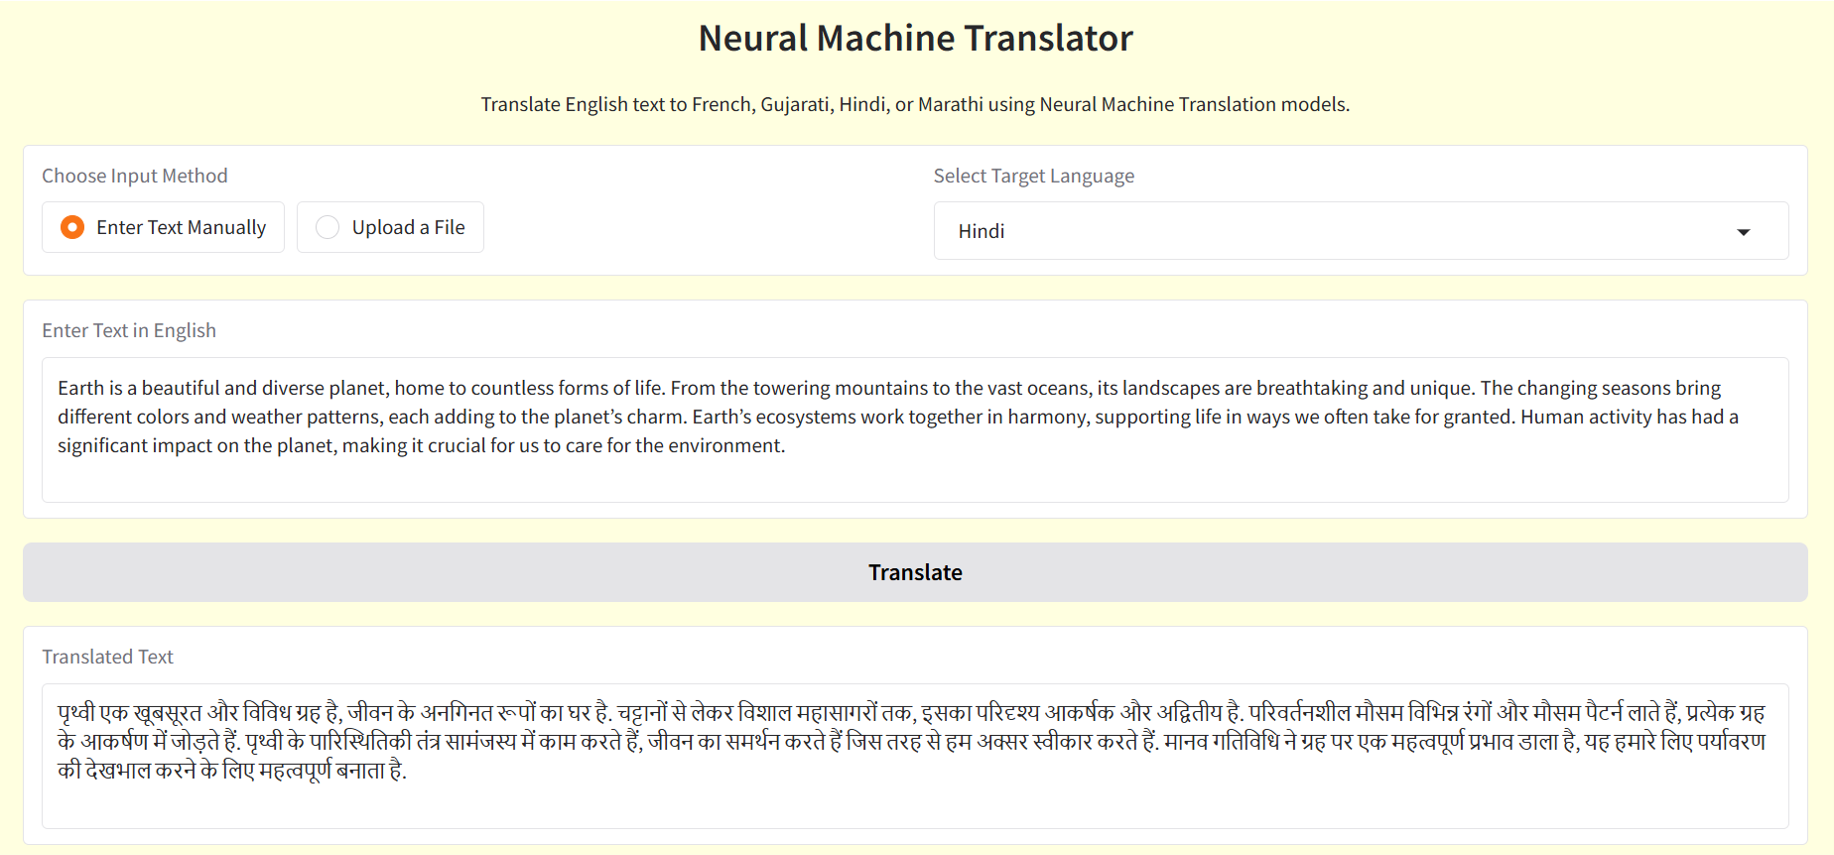 Neural Machine Translator
Translate English text to French, Gujarati, Hindi, or Marathi using Neural Machine Translation models.
Choose Input Method
Enter Text Manually
Upload a File
Select Target Language
Hindi
Enter Text in English
Earth is a beautiful and diverse planet, home to countless forms of life. From the towering mountains to the vast oceans, its landscapes are breathtaking and unique. The changing seasons bring
different colors and weather patterns, each adding to the planet’s charm. Earth’s ecosystems work together in harmony, supporting life in ways we often take for granted. Human activity has had a
significant impact on the planet, making it crucial for us to care for the environment.
Translate
Translated Text
पृथ्वी एक खूबसूरत और विविध ग्रह है, जीवन के अनगिनत रूपों का घर है. चट्टानों से लेकर विशाल महासागरों तक, इसका परिदृश्य आकर्षक और अद्वितीय है. परिवर्तनशील मौसम विभिन्न रंगों और मौसम पैटर्न लाते हैं, प्रत्येक ग्रह
के आकर्षण में जोड़ते हैं. पृथ्वी के पारिस्थितिकी तंत्र सामंजस्य में काम करते हैं, जीवन का समर्थन करते हैं जिस तरह से हम अक्सर स्वीकार करते हैं. मानव गतिविधि ने ग्रह पर एक महत्वपूर्ण प्रभाव डाला है, यह हमारे लिए पर्यावरण
की देखभाल करने के लिए महत्वपूर्ण बनाता है.